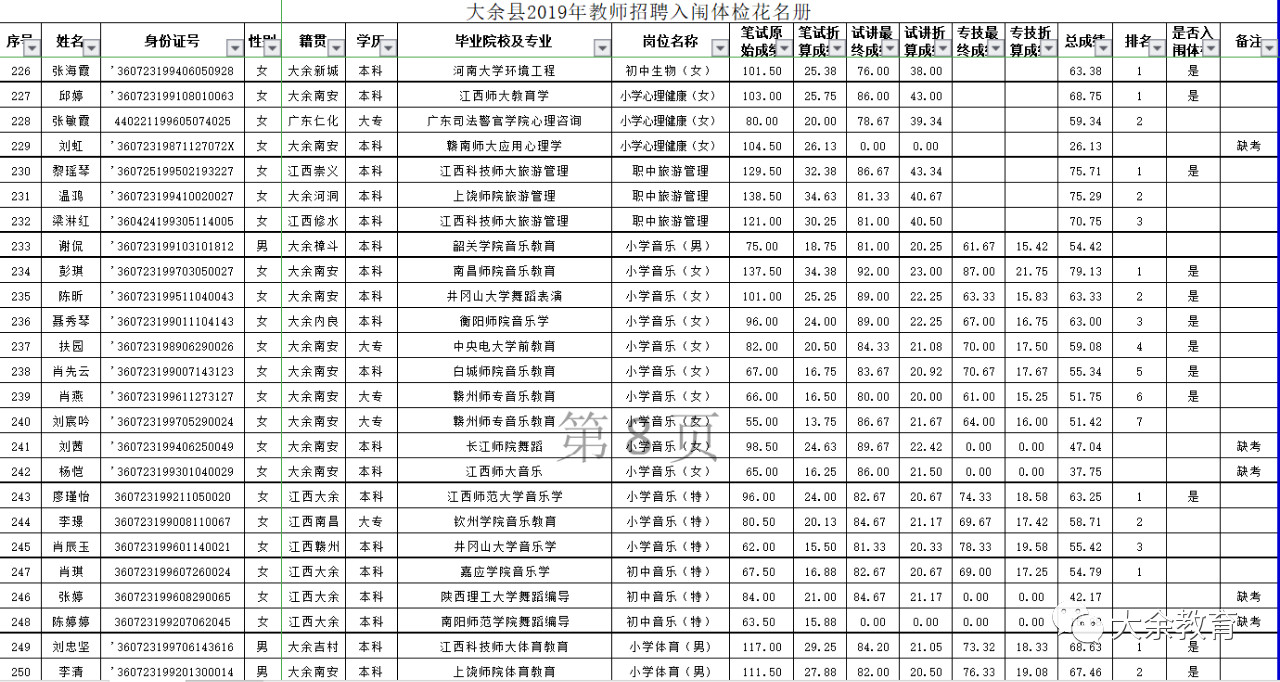 大余县2019年教师招聘入闱体检花名册
序号 姓名 身份证号 性别 籍贯 学历 毕业院校及专业 岗位名称 笔试原始成绩 笔试折算成绩 试讲最终成绩 试讲折算成绩 专技最终成绩 专技折算成绩 总成绩 排名 是否入闱体检 备注
226 张海霞 '360723199406050928 女 大余新城 本科 河南大学环境工程 初中生物（女） 101.50 25.38 76.00 38.00 63.38 1 是
227 邱婷 '360723199108010063 女 大余南安 本科 江西师大教育学 小学心理健康（女） 103.00 25.75 86.00 43.00 68.75 1 是
228 张敏霞 440221199605074025 女 广东仁化 大专 广东司法警官学院心理咨询 小学心理健康（女） 80.00 20.00 78.67 39.34 59.34 2
229 刘虹 '36072319871127072X 女 大余南安 本科 赣南师大应用心理学 小学心理健康（女） 104.50 26.13 0.00 0.00 26.13 缺考
230 黎瑶琴 '360725199502193227 女 江西崇义 本科 江西科技师大旅游管理 职中旅游管理 129.50 32.38 86.67 43.34 75.71 1 是
231 温鸡 '360723199410020027 女 大余河洞 本科 上饶师院旅游管理 职中旅游管理 138.50 34.63 81.33 40.67 75.29 2
232 梁淋红 '360424199305114005 女 江西修水 本科 江西科技师大旅游管理 职中旅游管理 121.00 30.25 81.00 40.50 70.75 3
233 谢侃 '360723199103101812 男 大余樟斗 本科 韶关学院音乐教育 小学音乐（男） 75.00 18.75 81.00 20.25 61.67 15.42 54.42
234 彭琪 '360723199703050027 女 大余南安 本科 南昌师院音乐教育 小学音乐（女） 137.50 34.38 92.00 23.00 87.00 21.75 79.13 1 是
235 陈昕 '360723199511040043 女 大余南安 本科 井冈山大学舞蹈表演 小学音乐（女） 101.00 25.25 89.00 22.25 63.33 15.83 63.33 2 是
236 聂秀琴 '360723199011104143 女 大余内良 本科 衡阳师院音乐学 小学音乐（女） 96.00 24.00 89.00 22.25 67.00 16.75 63.00 3 是
237 扶园 '360723198906290026 女 大余南安 大专 中央电大学前教育 小学音乐（女） 82.00 20.50 84.33 21.08 70.00 17.50 59.08 4 是
238 肖先云 '360723199007143123 女 大余南安 本科 白城师院音乐教育 小学音乐（女） 67.00 16.75 83.67 20.92 70.67 17.67 55.34 5 是
239 肖燕 '360723199611273127 女 大余南安 大专 赣州师专音乐教育 小学音乐（女） 66.00 16.50 80.00 20.00 61.00 15.25 51.75 6 是
240 刘宸吟 '360723199705290024 女 大余南安 大专 赣州师专音乐教育 小学音乐（女） 55.00 13.75 86.67 21.67 64.00 16.00 51.42 7
第 8 页
241 刘茜 '360723199406250049 女 大余南安 本科 长江师院舞蹈 小学音乐（女） 98.50 24.63 89.67 22.42 0.00 0.00 47.04 缺考
242 杨恺 '360723199301040029 女 大余南安 本科 江西师大音乐 小学音乐（女） 65.00 16.25 86.00 21.50 0.00 0.00 37.75 缺考
243 廖瑾怡 360723199211050020 女 江西大余 本科 江西师范大学音乐学 小学音乐（特） 96.00 24.00 82.67 20.67 74.33 18.58 63.25 1 是
244 李璟 360723199008110067 女 江西南昌 大专 钦州学院音乐教育 小学音乐（特） 80.50 20.13 84.67 21.17 69.67 17.42 58.71 2
245 肖辰玉 360723199601140021 女 江西赣州 本科 井冈山大学音乐学 小学音乐（特） 62.00 15.50 81.33 20.33 78.33 19.58 55.42 3
247 肖琪 360723199607260024 女 江西大余 本科 嘉应学院音乐学 初中音乐（特） 67.50 16.88 82.67 20.67 69.00 17.25 54.79 1
246 张婷 360723199608290065 女 江西大余 本科 陕西理工大学舞蹈编导 初中音乐（特） 84.00 21.00 84.67 21.17 0.00 0.00 42.17 缺考
248 陈婷婷 360723199207062045 女 江西大余 本科 南阳师范学院舞蹈编导 初中音乐（特） 63.50 15.88 0.00 0.00 0.00 0.00 缺考
大余教育
249 刘忠坚 '360723199706143616 男 大余吉村 本科 江西科技师大体育教育 小学体育（男） 117.00 29.25 84.20 21.05 73.32 18.33 68.63 1 是
250 李清 '360723199201300014 男 大余南安 本科 上饶师院体育教育 小学体育（男） 111.50 27.88 82.00 20.50 76.33 19.08 67.46 2 是